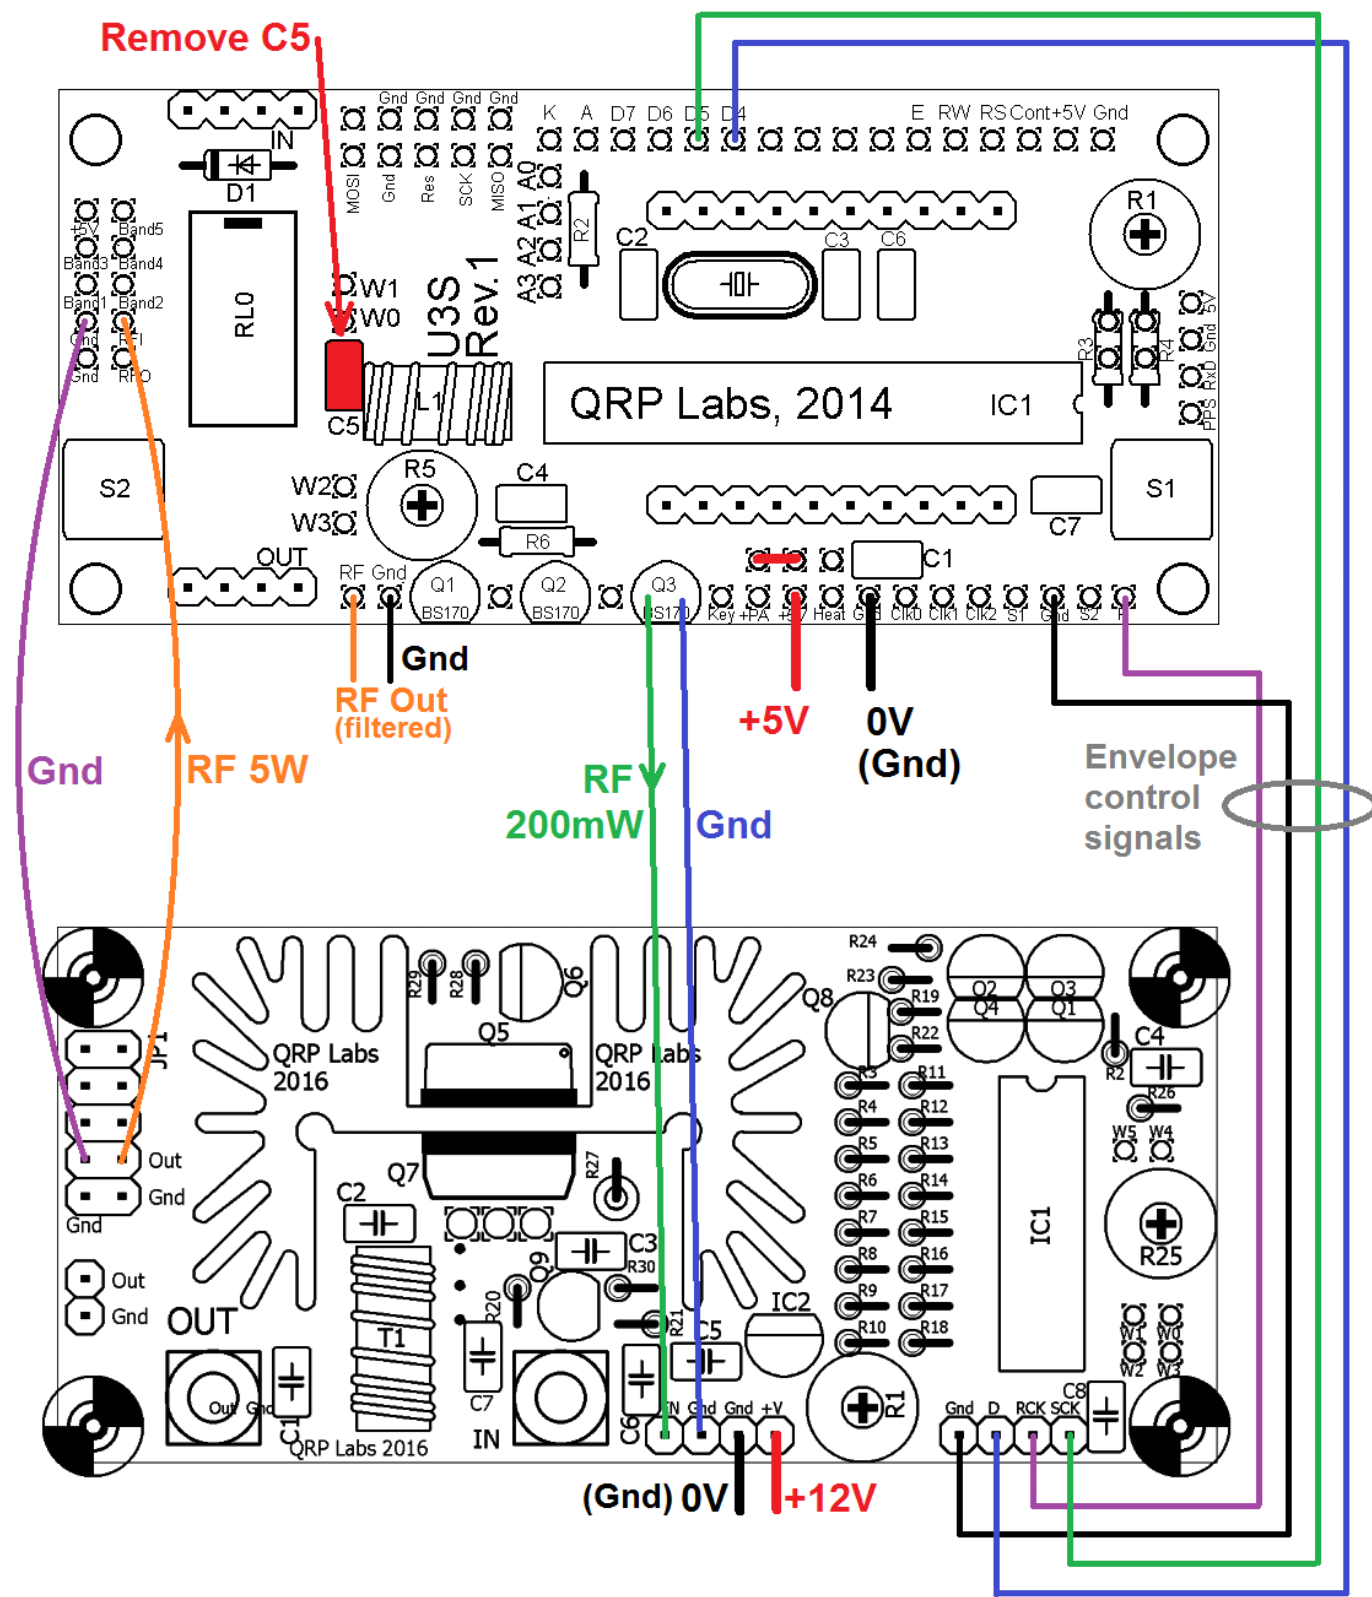 Remove C5
Gnd Gnd Gnd Gnd
K A D7 D6 D5 D4 E RW RS Cont +5V Gnd
IN
D1
MOSI Gnd Res SCK MISO
A0
A1
A2
A3
R2
R1
+5V Band5
Band3 Band4
Band1 Band2
Gnd RFI
Gnd RFO
RL0
W1
W0
U3S
Rev.1
C2
C3
C6
5V
Gnd
RxD
PPS
R3
R4
C5
L1
QRP Labs, 2014
IC1
S2
W2
W3
R5
C4
R6
C7
S1
OUT
C1
RF Gnd
Q1
BS170
Q2
BS170
Q3
BS170
Key +PA +5V Heat Gnd Clk0 Clk1 Clk2 S1 Gnd S2
Gnd
RF Out
(filtered)
+5V
0V
(Gnd)
Gnd
RF 5W
RF
200mW
Gnd
Envelope
control
signals
R29
R28
Q6
R24
R23
Q8
R19
R22
Q2
Q4
Q3
Q1
R2
C4
R26
JP1
QRP Labs
2016
Q5
QRP Labs
2016
R3 R11
R4 R12
R5 R13
R6 R14
R7 R15
R8 R16
R9 R17
R10 R18
W5 W4
Out
Gnd
Gnd
Q7
R27
C2
C3
R30
Q9
R20
R21
IC1
R25
Out
Gnd
OUT
T1
C7
C5
IC2
W1 W0
W2 W3
Out Gnd
C1
QRP Labs 2016
IN
C6
IN Gnd Gnd +V
R1
Gnd D RCK SCK
C8
(Gnd) 0V
+12V